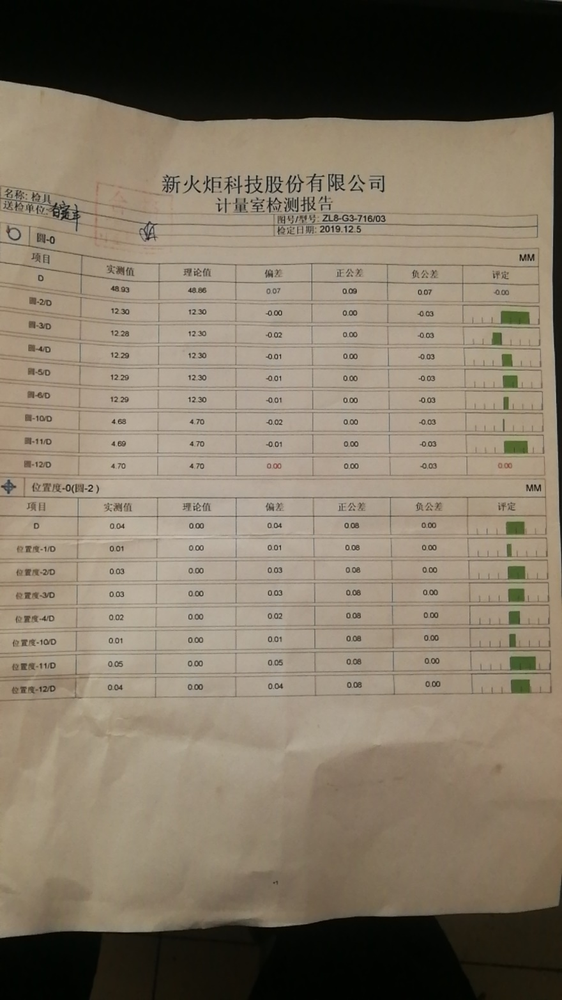 新火炬科技股份有限公司
计量室检测报告
名称: 检具
送检单位:
图号/型号: ZL8-G3-716/03
检定日期: 2019.12.5
圆-0
MM
项目 实测值 理论值 偏差 正公差 负公差 评定
D 48.93 48.86 0.07 0.09 0.07 -0.00
圆-2/D 12.30 12.30 -0.00 0.00 -0.03
圆-3/D 12.28 12.30 -0.02 0.00 -0.03
圆-4/D 12.29 12.30 -0.01 0.00 -0.03
圆-5/D 12.29 12.30 -0.01 0.00 -0.03
圆-6/D 12.29 12.30 -0.01 0.00 -0.03
圆-10/D 4.68 4.70 -0.02 0.00 -0.03
圆-11/D 4.69 4.70 -0.01 0.00 -0.03
圆-12/D 4.70 4.70 0.00 0.00 -0.03 0.00
位置度-0(圆-2 ) MM
项目 实测值 理论值 偏差 正公差 负公差 评定
D 0.04 0.00 0.04 0.08 0.00
位置度-1/D 0.01 0.00 0.01 0.08 0.00
位置度-2/D 0.03 0.00 0.03 0.08 0.00
位置度-3/D 0.03 0.00 0.03 0.08 0.00
位置度-4/D 0.02 0.00 0.02 0.08 0.00
位置度-10/D 0.01 0.00 0.01 0.08 0.00
位置度-11/D 0.05 0.00 0.05 0.08 0.00
位置度-12/D 0.04 0.00 0.04 0.08 0.00